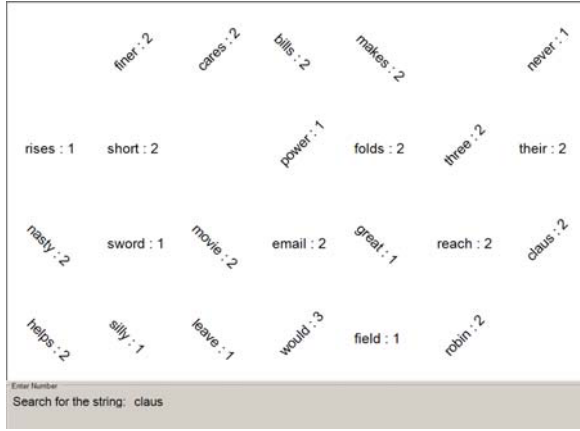 finer : 2 cares : 2 bills : 2 makes : 2 never : 1
rises : 1 short : 2 power : 1 folds : 2 three : 2 their : 2
nasty : 2 sword : 1 movie : 2 email : 2 great : 1 reach : 2 claus : 2
helps : 2 silly : 1 leave : 1 would : 3 field : 1 robin : 2
Enter Number
Search for the string: claus